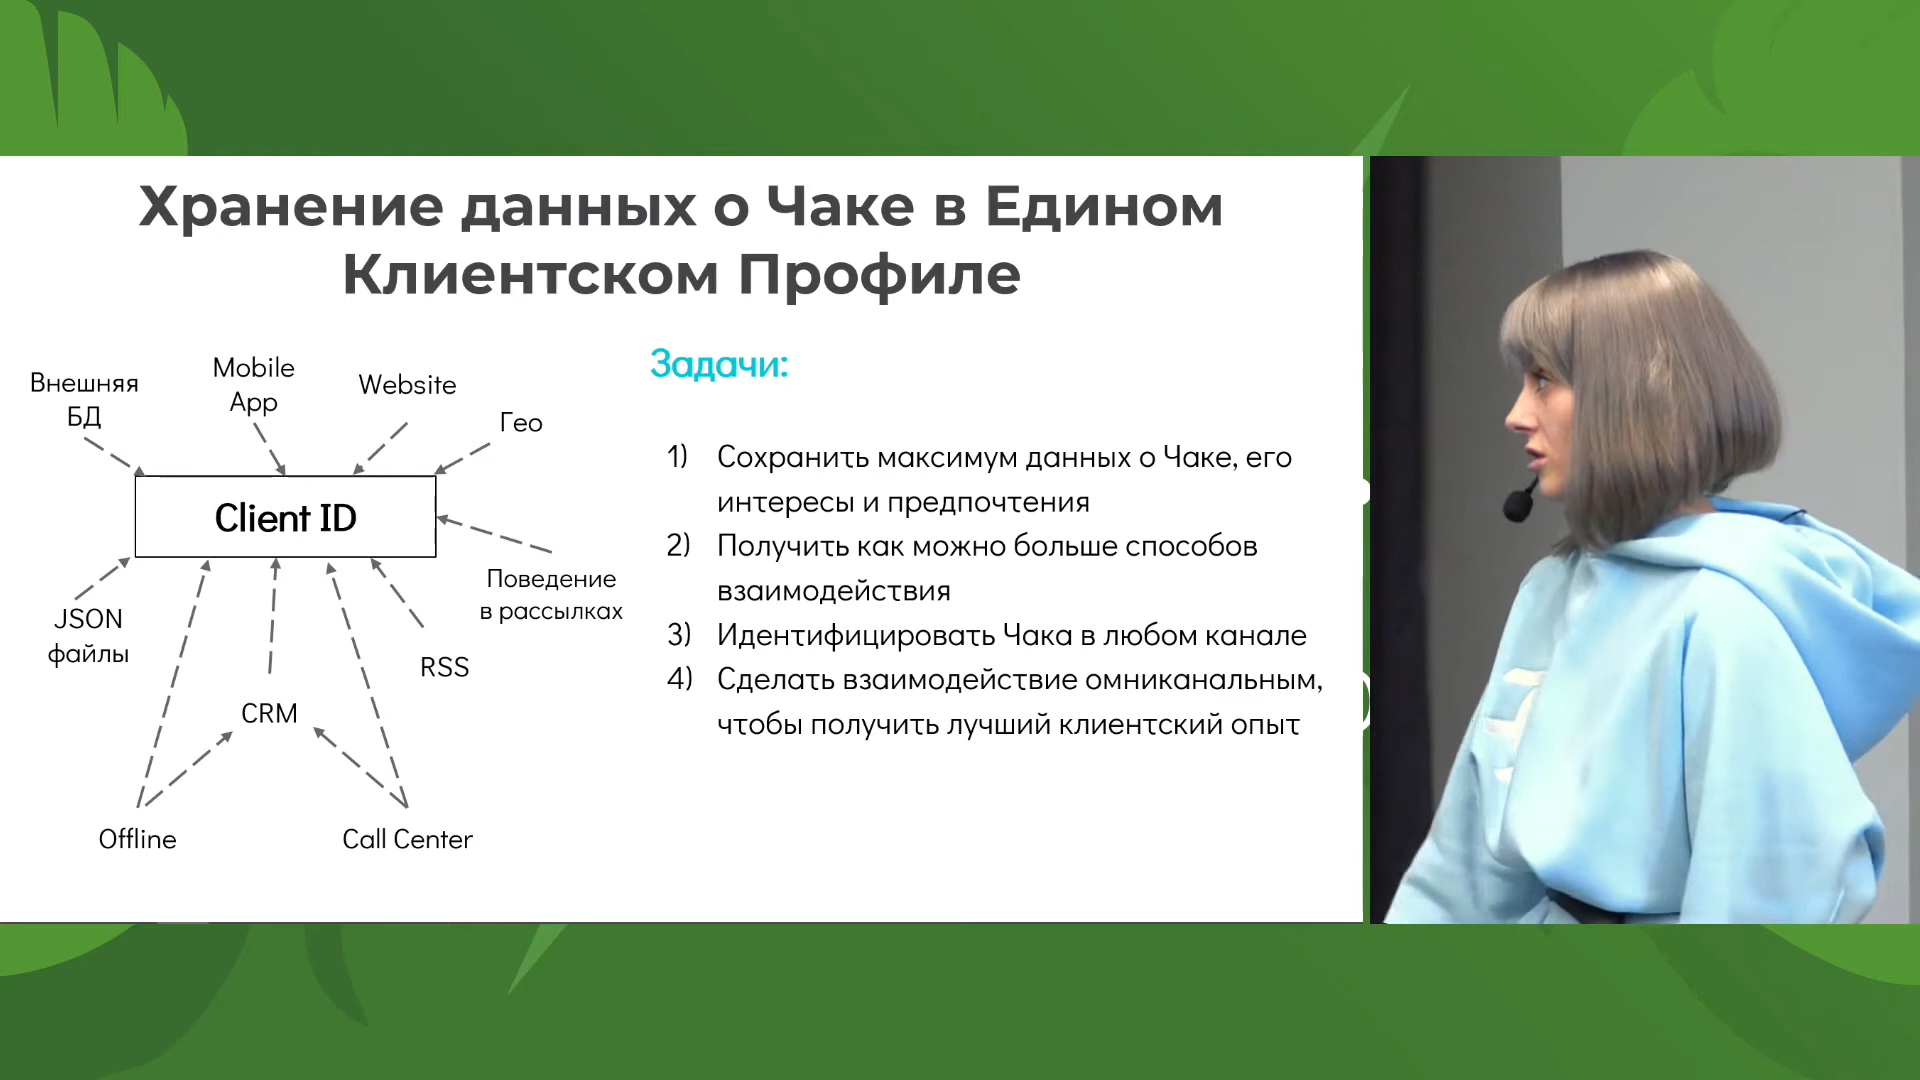 Хранение данных о Чаке в Едином
Клиентском Профиле
Внешняя
БД
Mobile
App
Website
Гео
Client ID
Поведение
в рассылках
JSON
файлы
RSS
CRM
Offline
Call Center
Задачи:
1) Сохранить максимум данных о Чаке, его
интересы и предпочтения
2) Получить как можно больше способов
взаимодействия
3) Идентифицировать Чака в любом канале
4) Сделать взаимодействие омниканальным,
чтобы получить лучший клиентский опыт